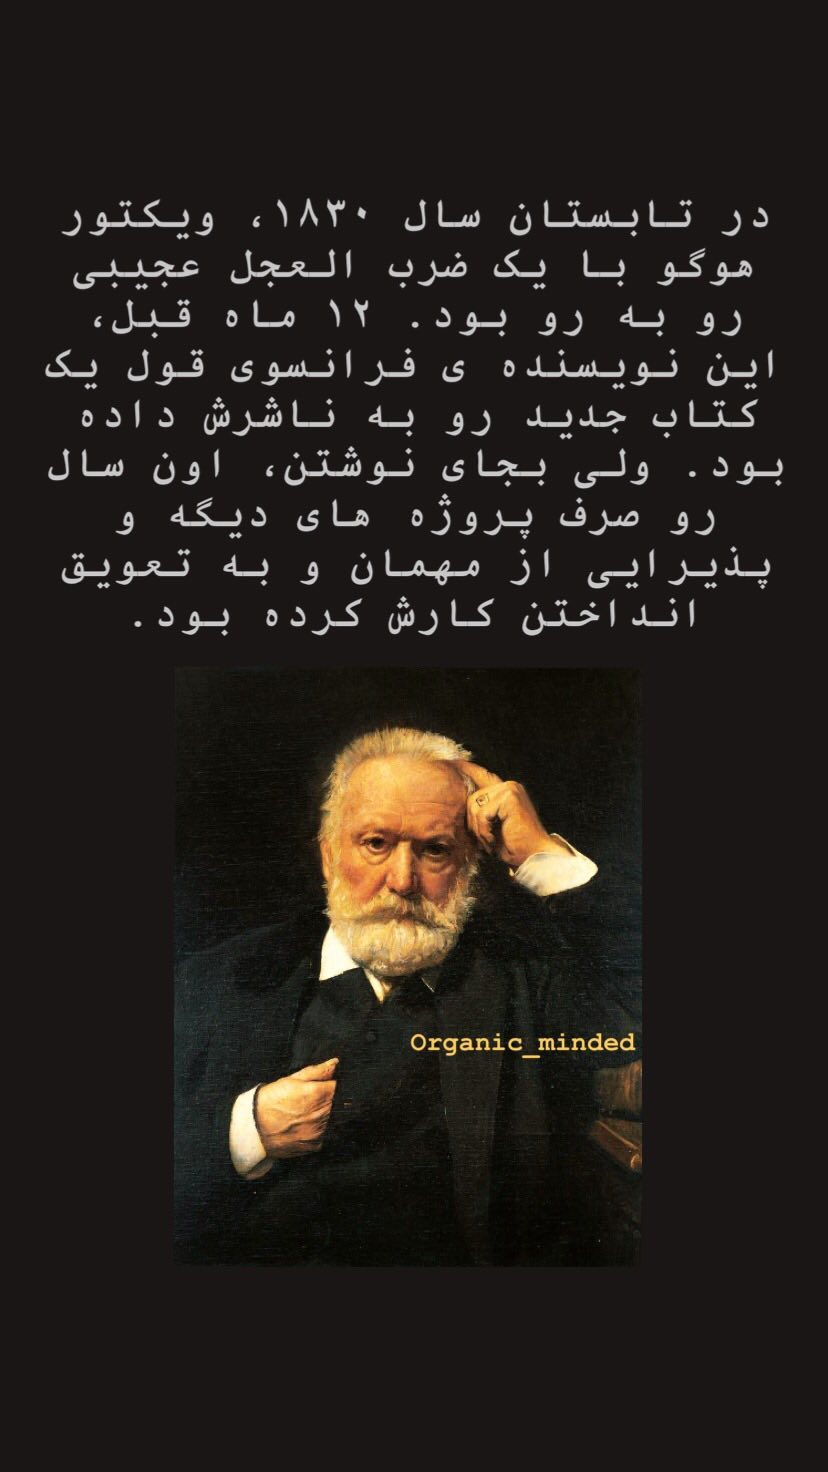 در تابستان سال ۱۸۳۰، ویکتور
هوگو با یک ضرب العجل عجیبی
رو به رو بود. ۱۲ ماه قبل،
این نویسنده ی فرانسوی قول یک
کتاب جدید رو به ناشرش داده
بود. ولی بجای نوشتن، اون سال
رو صرف پروژه های دیگه و
پذیرایی از مهمان و به تعویق
انداختن کارش کرده بود.
Organic_minded